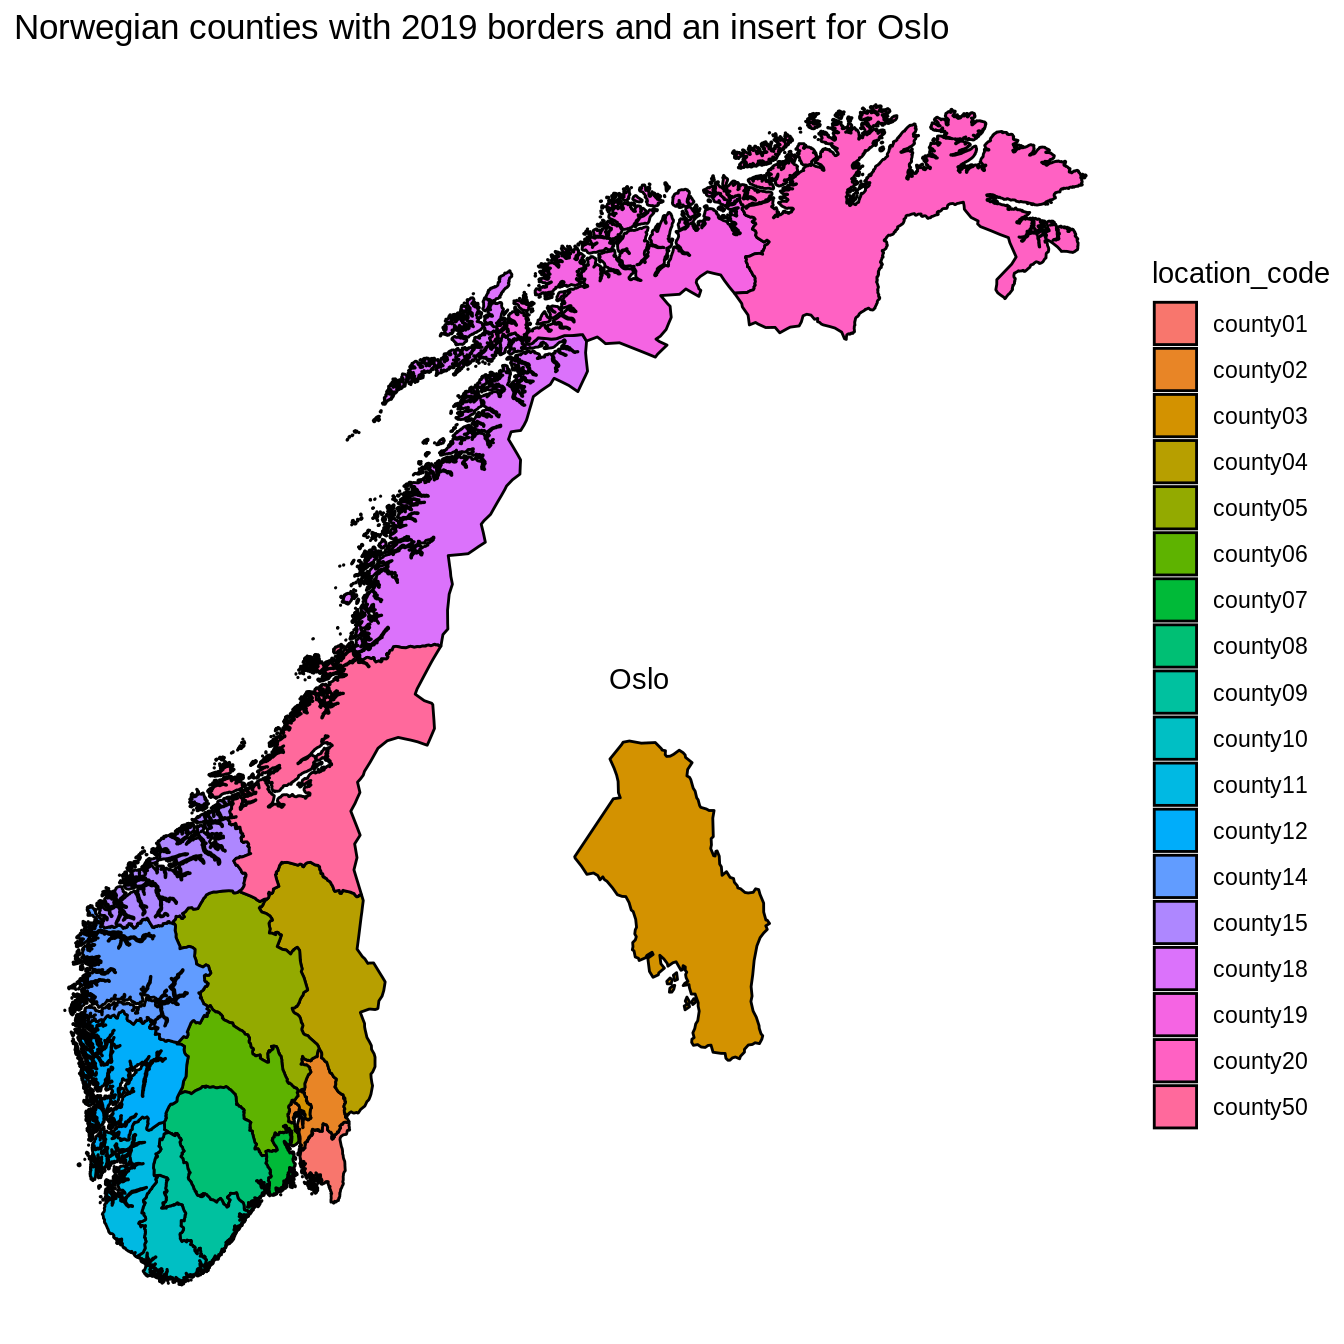 Norwegian counties with 2019 borders and an insert for Oslo
location_code
county01
county02
county03
county04
county05
county06
county07
county08
county09
county10
county11
county12
county14
county15
county18
county19
county20
county50
Oslo